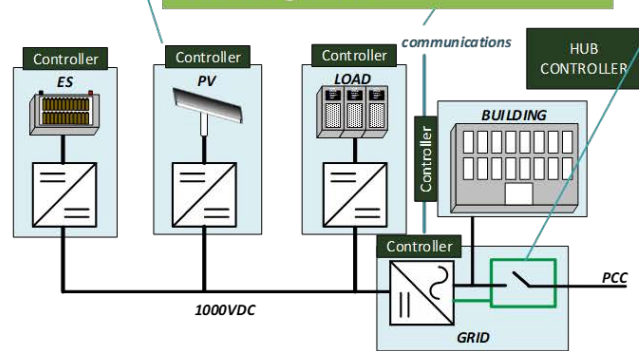 communications
HUB
CONTROLLER
Controller
ES
Controller
PV
Controller
LOAD
Controller
BUILDING
Controller
1000VDC
GRID
PCC